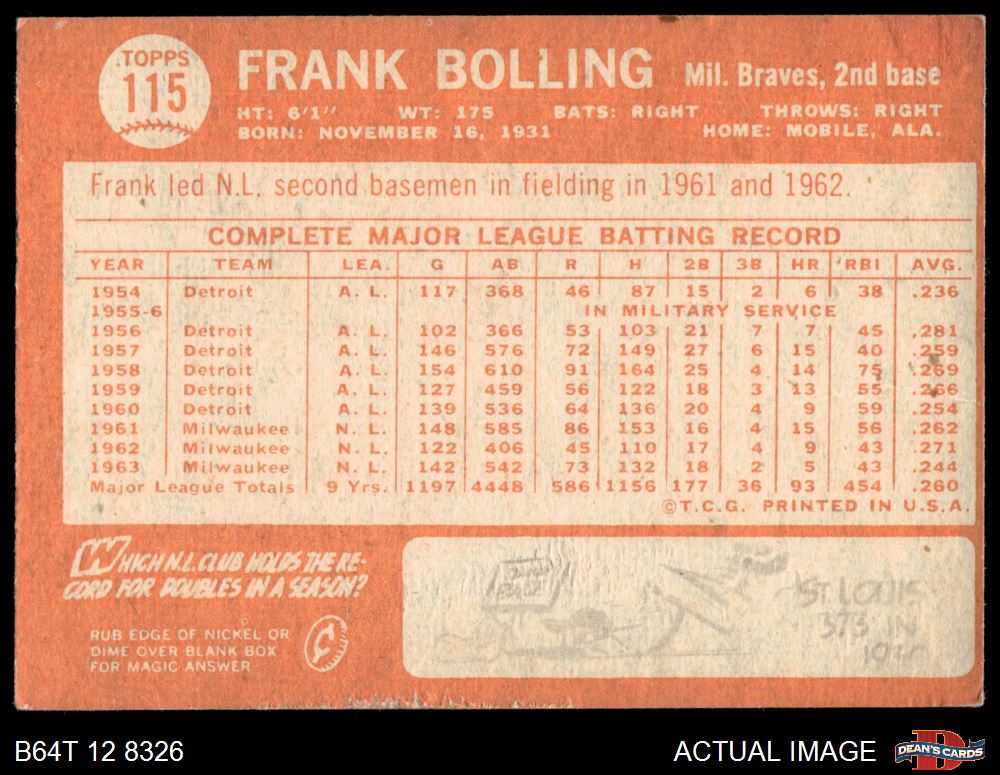 TOPPS
115
FRANK BOLLING Mil. Braves, 2nd base
HT: 6'1" WT: 175 BATS: RIGHT THROWS: RIGHT
BORN: NOVEMBER 16, 1931 HOME: MOBILE, ALA.
Frank led N.L. second basemen in fielding in 1961 and 1962.
COMPLETE MAJOR LEAGUE BATTING RECORD
YEAR TEAM LEA. G AB R H 2B 3B HR RBI AVG.
1954 Detroit A. L. 117 368 46 87 15 2 6 38 .236
1955-6 IN MILITARY SERVICE
1956 Detroit A. L. 102 366 53 103 21 7 7 45 .281
1957 Detroit A. L. 146 576 72 149 27 6 15 40 .259
1958 Detroit A. L. 154 610 91 164 25 4 14 75 .269
1959 Detroit A. L. 127 459 56 122 18 3 13 55 .266
1960 Detroit A. L. 139 536 64 136 20 4 9 59 .254
1961 Milwaukee N. L. 148 585 86 153 16 4 15 56 .262
1962 Milwaukee N. L. 122 406 45 110 17 4 9 43 .271
1963 Milwaukee N. L. 142 542 73 132 18 2 5 43 .244
Major League Totals 9 Yrs. 1197 4448 586 1156 177 36 93 454 .260
©T.C.G. PRINTED IN U.S.A.
WHICH N.L. CLUB HOLDS THE RE-
CORD FOR DOUBLES IN A SEASON?
RUB EDGE OF NICKEL OR
DIME OVER BLANK BOX
FOR MAGIC ANSWER
ST. LOUIS
373 IN
B64T 12 8326
ACTUAL IMAGE
DEAN'S CARDS